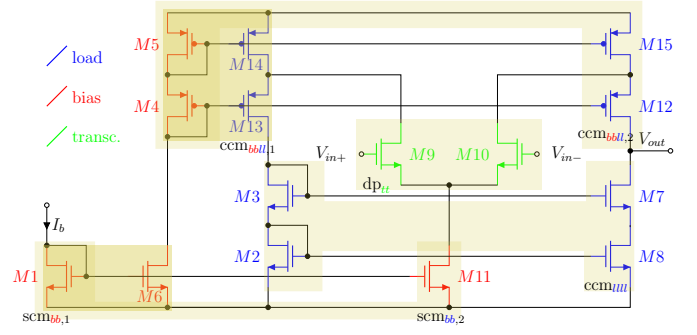 M5
M15
load
M14
bias
M4
M12
M13
transc.
ccm_bbll,1
ccm_bbll,2
V_in+
M9
M10
V_in−
V_out
dp_tt
M3
M7
I_b
M2
M8
M1
M6
M11
ccm_llll
scm_bb,1
scm_bb,2